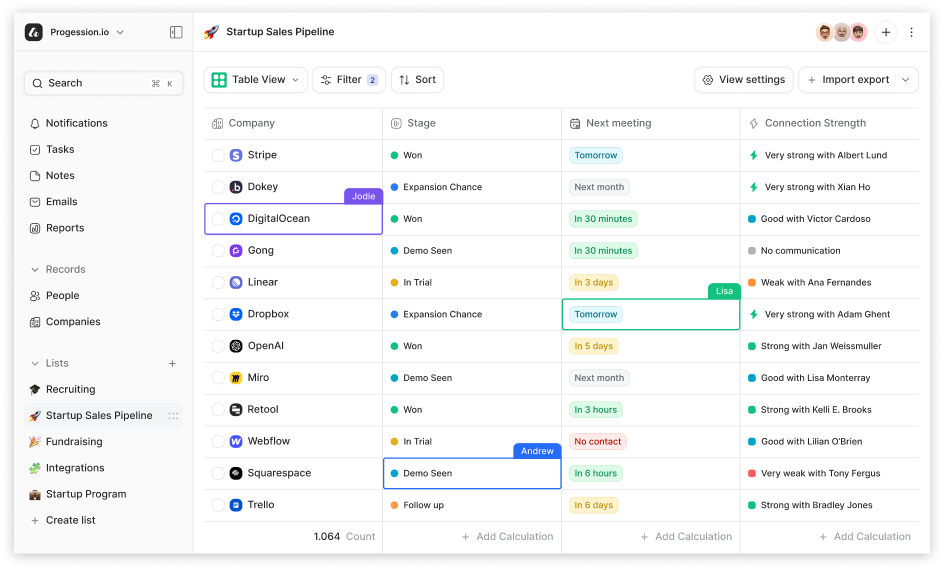 Progession.io
Startup Sales Pipeline
Search ⌘ K
Table View
Filter 2
Sort
View settings
+ Import export
Notifications
Tasks
Notes
Emails
Reports
Records
People
Companies
Lists +
Recruiting
Startup Sales Pipeline
Fundraising
Integrations
Startup Program
+ Create list
Company Stage Next meeting Connection Strength
Stripe Won Tomorrow Very strong with Albert Lund
Dokey Expansion Chance Next month Very strong with Xian Ho
Jodie
DigitalOcean Won In 30 minutes Good with Victor Cardoso
Gong Demo Seen In 30 minutes No communication
Linear In Trial In 3 days Weak with Ana Fernandes
Lisa
Dropbox Expansion Chance Tomorrow Very strong with Adam Ghent
OpenAI Won In 5 days Strong with Jan Weissmuller
Miro Demo Seen Next month Good with Lisa Monterray
Retool Won In 3 hours Strong with Kelli E. Brooks
Webflow In Trial No contact Good with Lilian O'Brien
Andrew
Squarespace Demo Seen In 6 hours Very weak with Tony Fergus
Trello Follow up In 6 days Strong with Bradley Jones
1.064 Count + Add Calculation + Add Calculation + Add Calculation